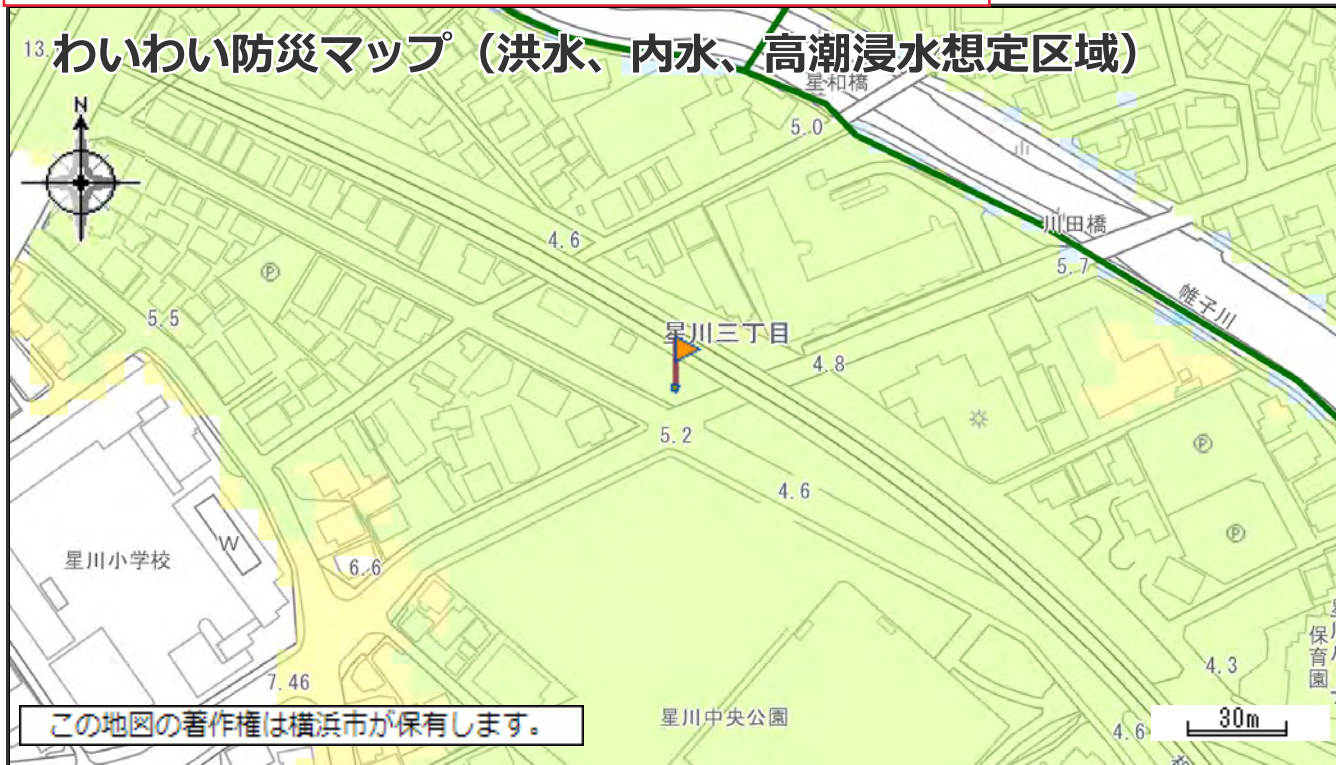 わいわい防災マップ（洪水、内水、高潮浸水想定区域）
13.
N
星和橋
5.0
川田橋
4.6
5.7
帷子川
P
5.5
星川三丁目
4.8
5.2
P
4.6
W
星川小学校
P
6.6
保育園
4.3
7.46
星川中央公園
4.6
30m
この地図の著作権は横浜市が保有します。